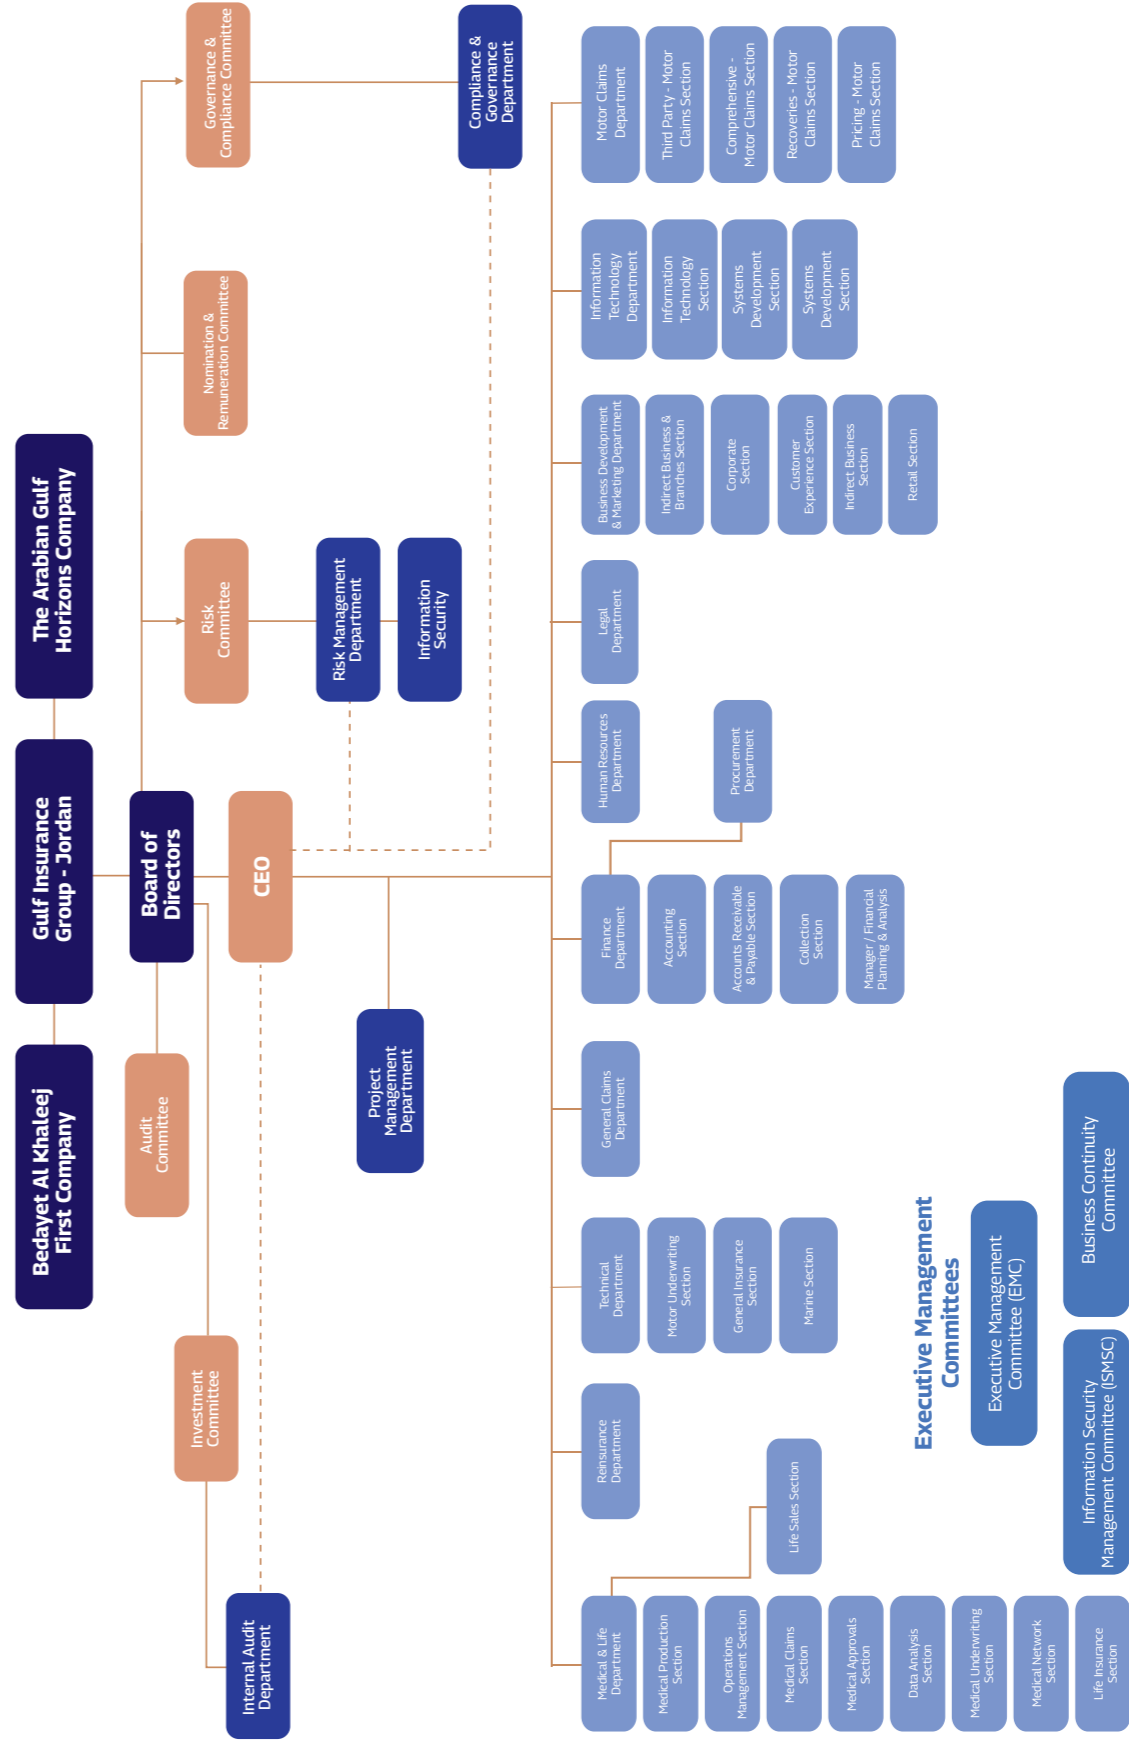 Bedayet Al Khaleej
First Company
Gulf Insurance
Group - Jordan
The Arabian Gulf
Horizons Company
Board of
Directors
Audit
Committee
Investment
Committee
Risk
Committee
Nomination &
Remuneration Committee
Governance &
Compliance Committee
CEO
Internal Audit
Department
Risk Management
Department
Information
Security
Project
Management
Department
Compliance &
Governance
Department
Medical & Life
Department
Medical Production
Section
Operations
Management Section
Medical Claims
Section
Medical Approvals
Section
Data Analysis
Section
Medical Underwriting
Section
Medical Network
Section
Life Insurance
Section
Life Sales Section
Reinsurance
Department
Technical
Department
Motor Underwriting
Section
General Insurance
Section
Marine Section
General Claims
Department
Finance
Department
Accounting
Section
Accounts Receivable
& Payable Section
Collection
Section
Manager / Financial
Planning & Analysis
Procurement
Department
Human Resources
Department
Legal
Department
Business Development
& Marketing Department
Indirect Business &
Branches Section
Corporate
Section
Customer
Experience Section
Indirect Business
Section
Retail Section
Information
Technology
Department
Information
Technology
Section
Systems
Development
Section
Systems
Development
Section
Motor Claims
Department
Third Party - Motor
Claims Section
Comprehensive -
Motor Claims Section
Recoveries - Motor
Claims Section
Pricing - Motor
Claims Section
Executive Management
Committees
Executive Management
Committee (EMC)
Information Security
Management Committee (ISMSC)
Business Continuity
Committee